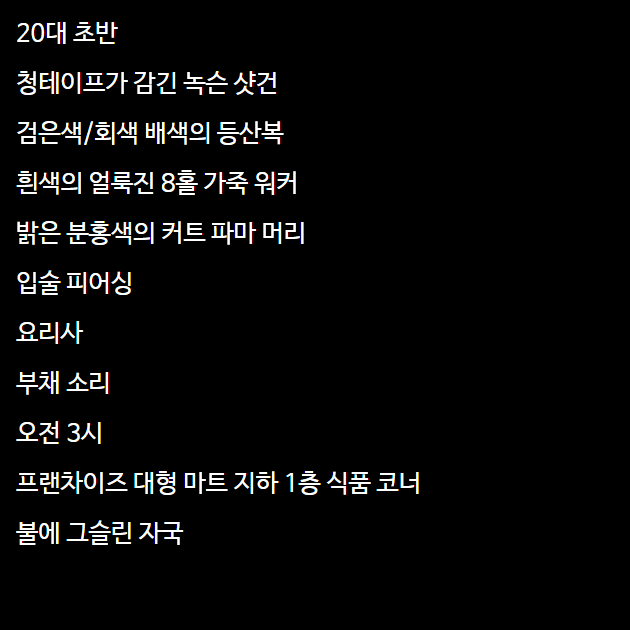 20대 초반
청테이프가 감긴 녹슨 샷건
검은색/회색 배색의 등산복
흰색의 얼룩진 8홀 가죽 워커
밝은 분홍색의 커트 파마 머리
입술 피어싱
요리사
부채 소리
오전 3시
프랜차이즈 대형 마트 지하 1층 식품 코너
불에 그슬린 자국